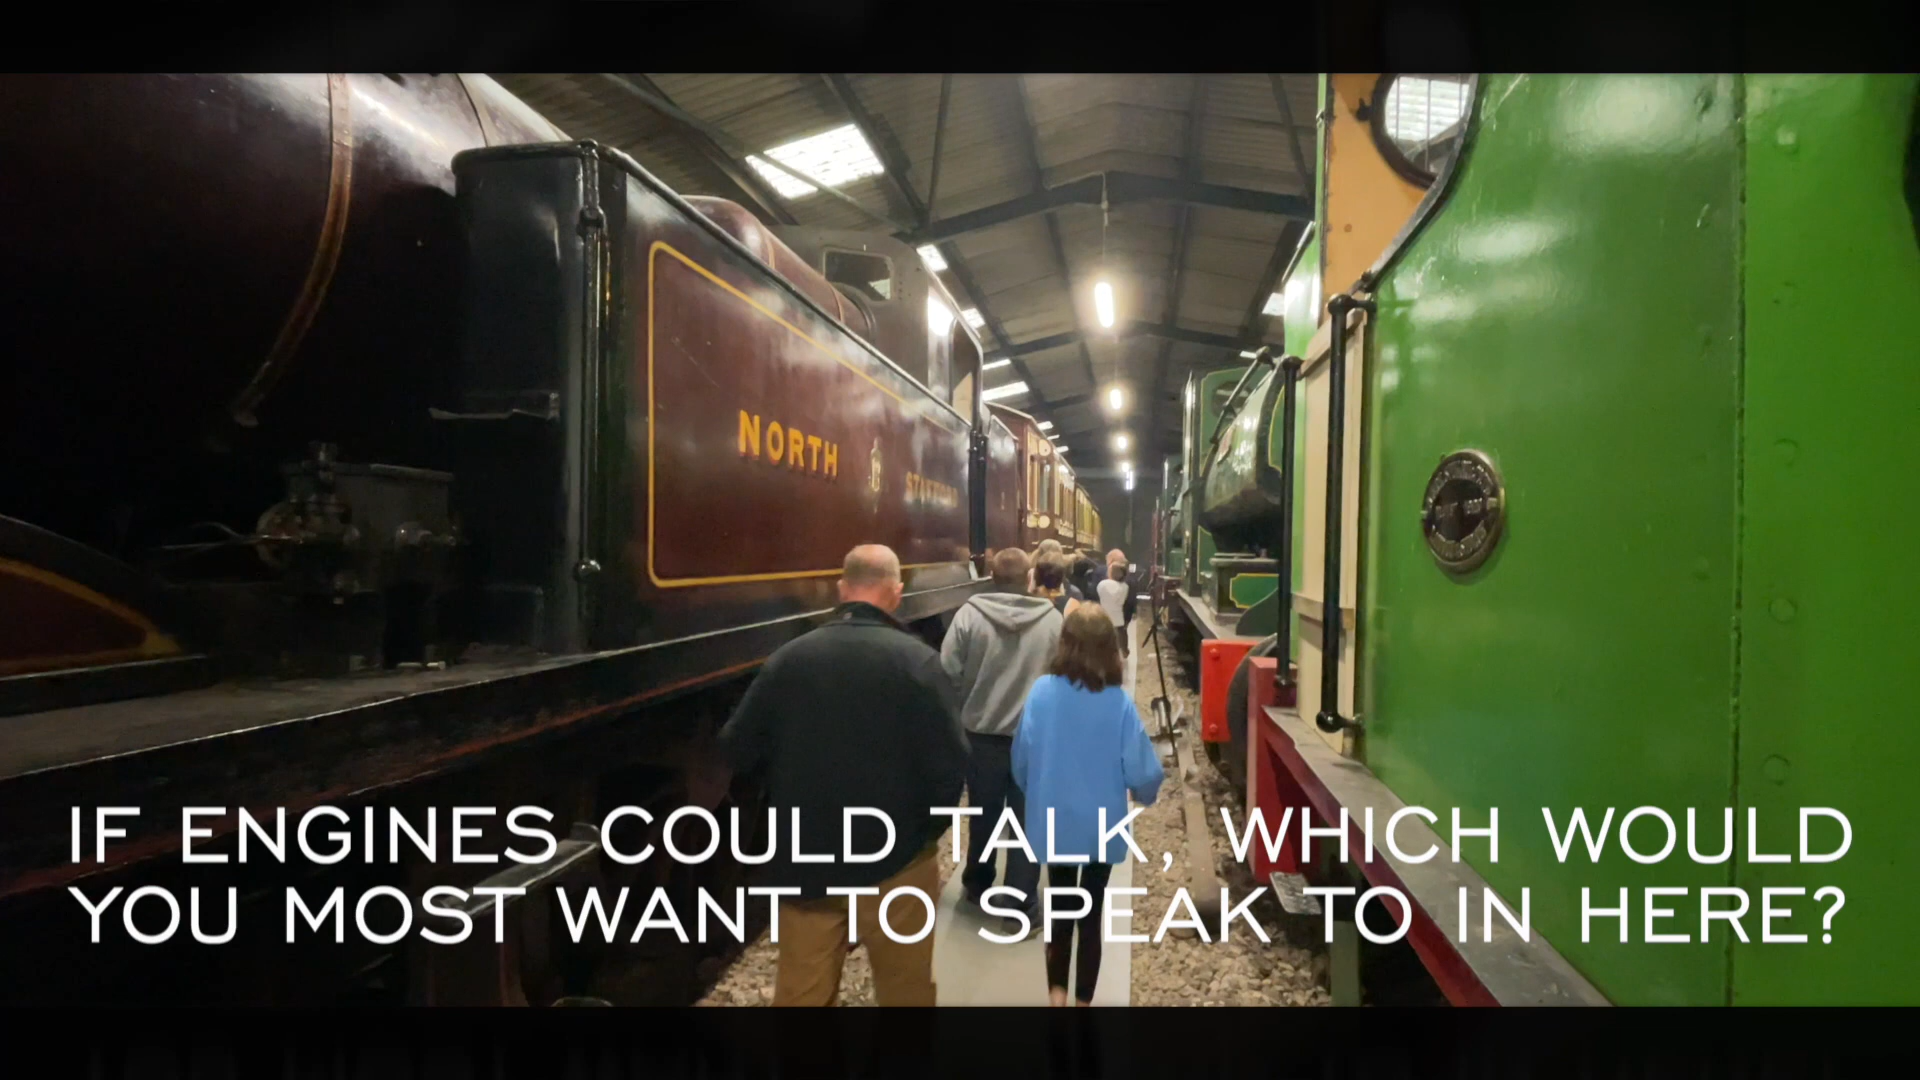 NORTH
IF ENGINES COULD TALK, WHICH WOULD
YOU MOST WANT TO SPEAK TO IN HERE?